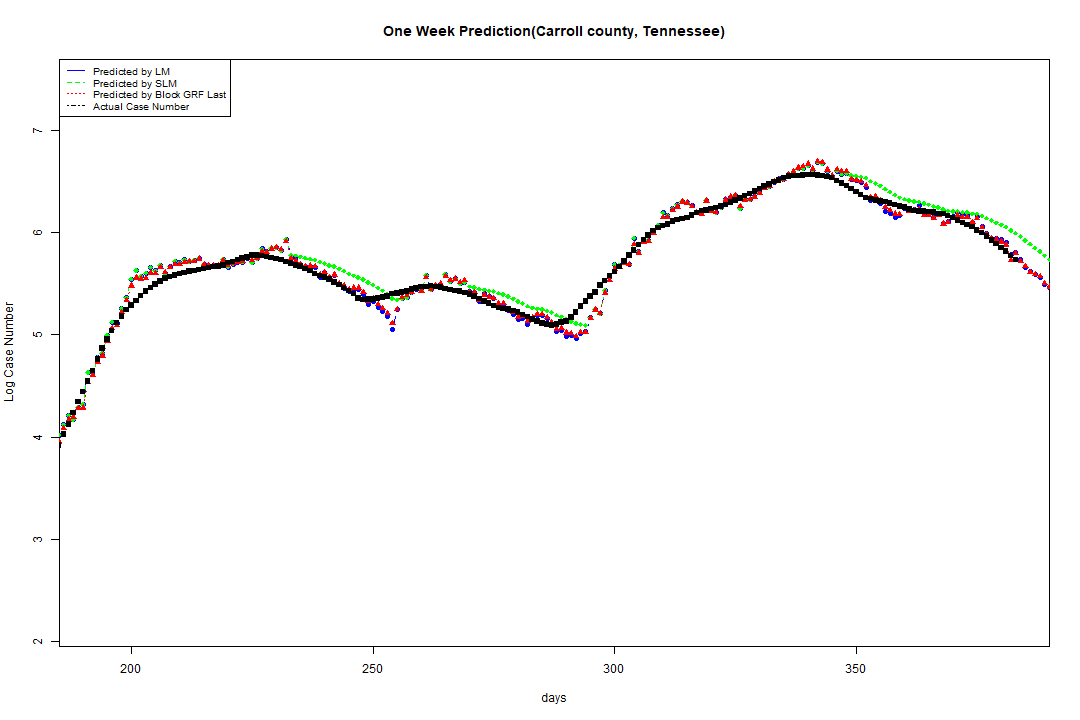 One Week Prediction(Carroll county, Tennessee)
Predicted by LM
Predicted by SLM
Predicted by Block GRF Last
Actual Case Number
7
6
5
4
3
2
Log Case Number
200 250 300 350
days